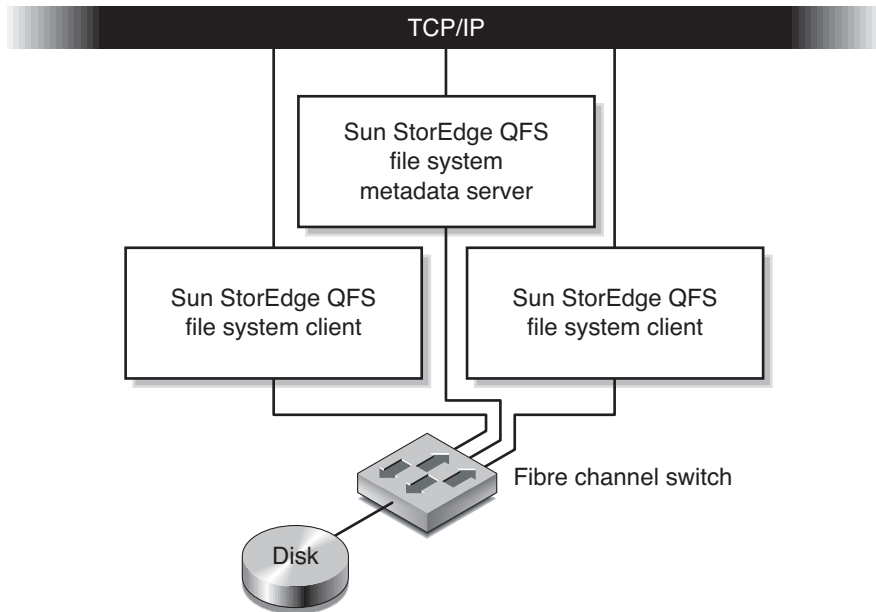 TCP/IP
Sun StorEdge QFS
file system
metadata server
Sun StorEdge QFS
file system client
Sun StorEdge QFS
file system client
Fibre channel switch
Disk